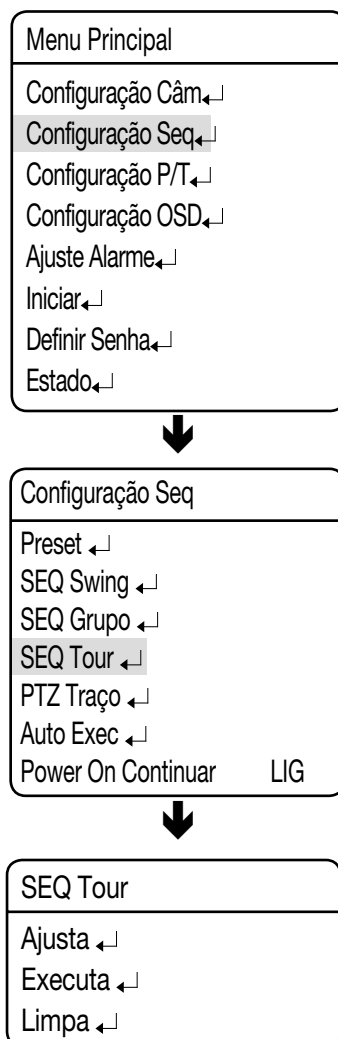 Menu Principal
Configuração Câm↵
Configuração Seq↵
Configuração P/T↵
Configuração OSD↵
Ajuste Alarme↵
Iniciar↵
Definir Senha↵
Estado↵
Configuração Seq
Preset ↵
SEQ Swing ↵
SEQ Grupo ↵
SEQ Tour ↵
PTZ Traço ↵
Auto Exec ↵
Power On Continuar LIG
SEQ Tour
Ajusta ↵
Executa ↵
Limpa ↵